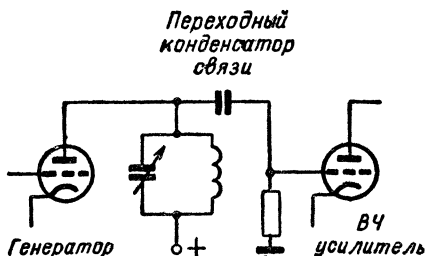 Переходный
конденсатор
связи
Генератор
+
ВЧ
усилитель